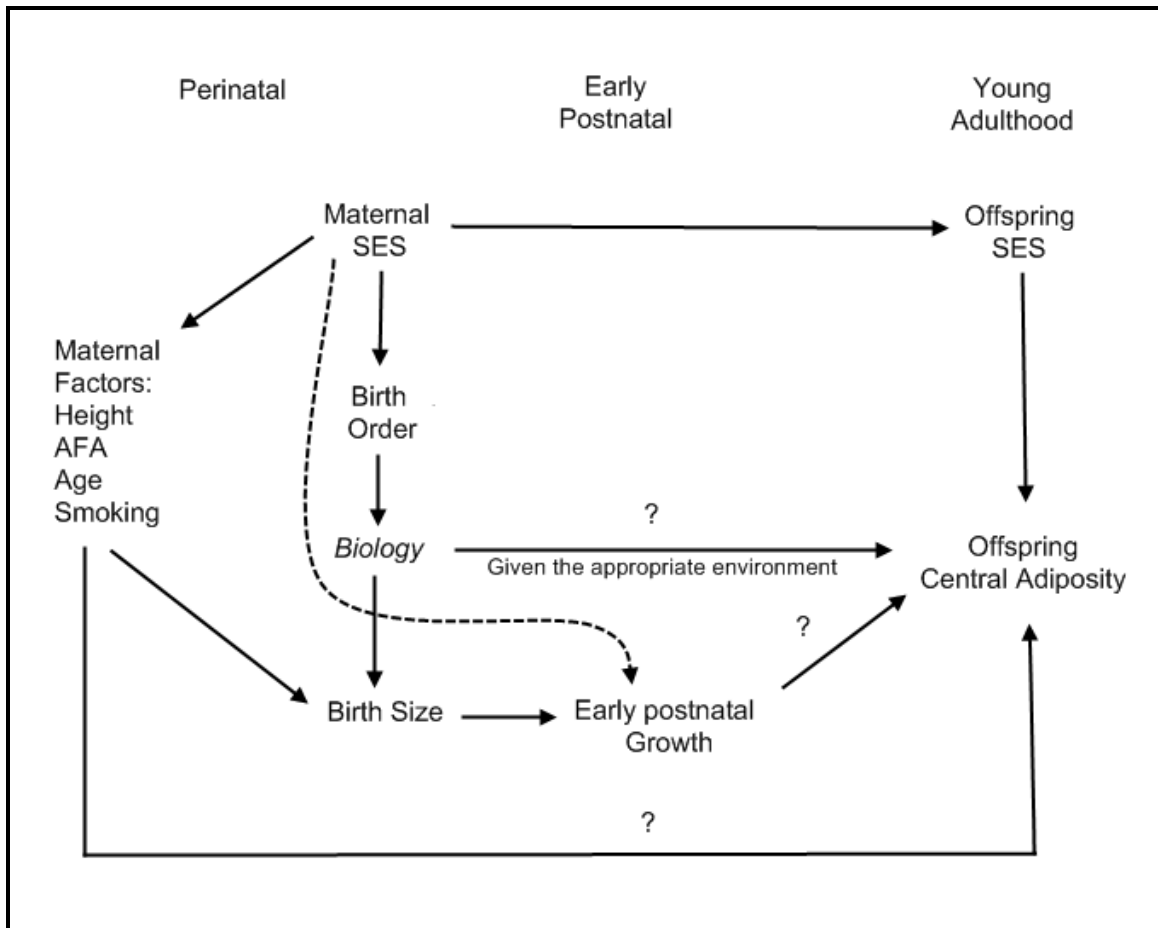 Perinatal
Early
Postnatal
Young
Adulthood
Maternal
SES
Offspring
SES
Maternal
Factors:
Height
AFA
Age
Smoking
Birth
Order
Biology
?
Given the appropriate environment
Offspring
Central Adiposity
?
Birth Size
Early postnatal
Growth
?